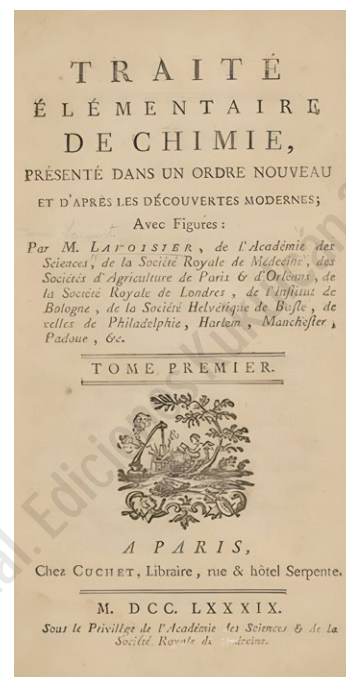 TRAITÉ
ÉLÉMENTAIRE
DE CHIMIE,
PRÉSENTÉ DANS UN ORDRE NOUVEAU
ET D'APRÈS LES DÉCOUVERTES MODERNES;
Avec Figures :
Par M. LAVOISIER, de l'Académie des
Sciences, de la Société Royale de Médecine, des
Sociétés d'Agriculture de Paris & d'Orléans, de
la Société Royale de Londres, de l'Institut de
Bologne, de la Société Helvétique de Basle, de
celles de Philadelphie, Harlem, Manchester,
Padoue, &c.
TOME PREMIER.
A PARIS,
Chez CUCHET, Libraire, rue & hôtel Serpente.
M. DCC. LXXXIX.
Sous le Privilège de l'Académie des Sciences & de la
Société Royale de Médecine.